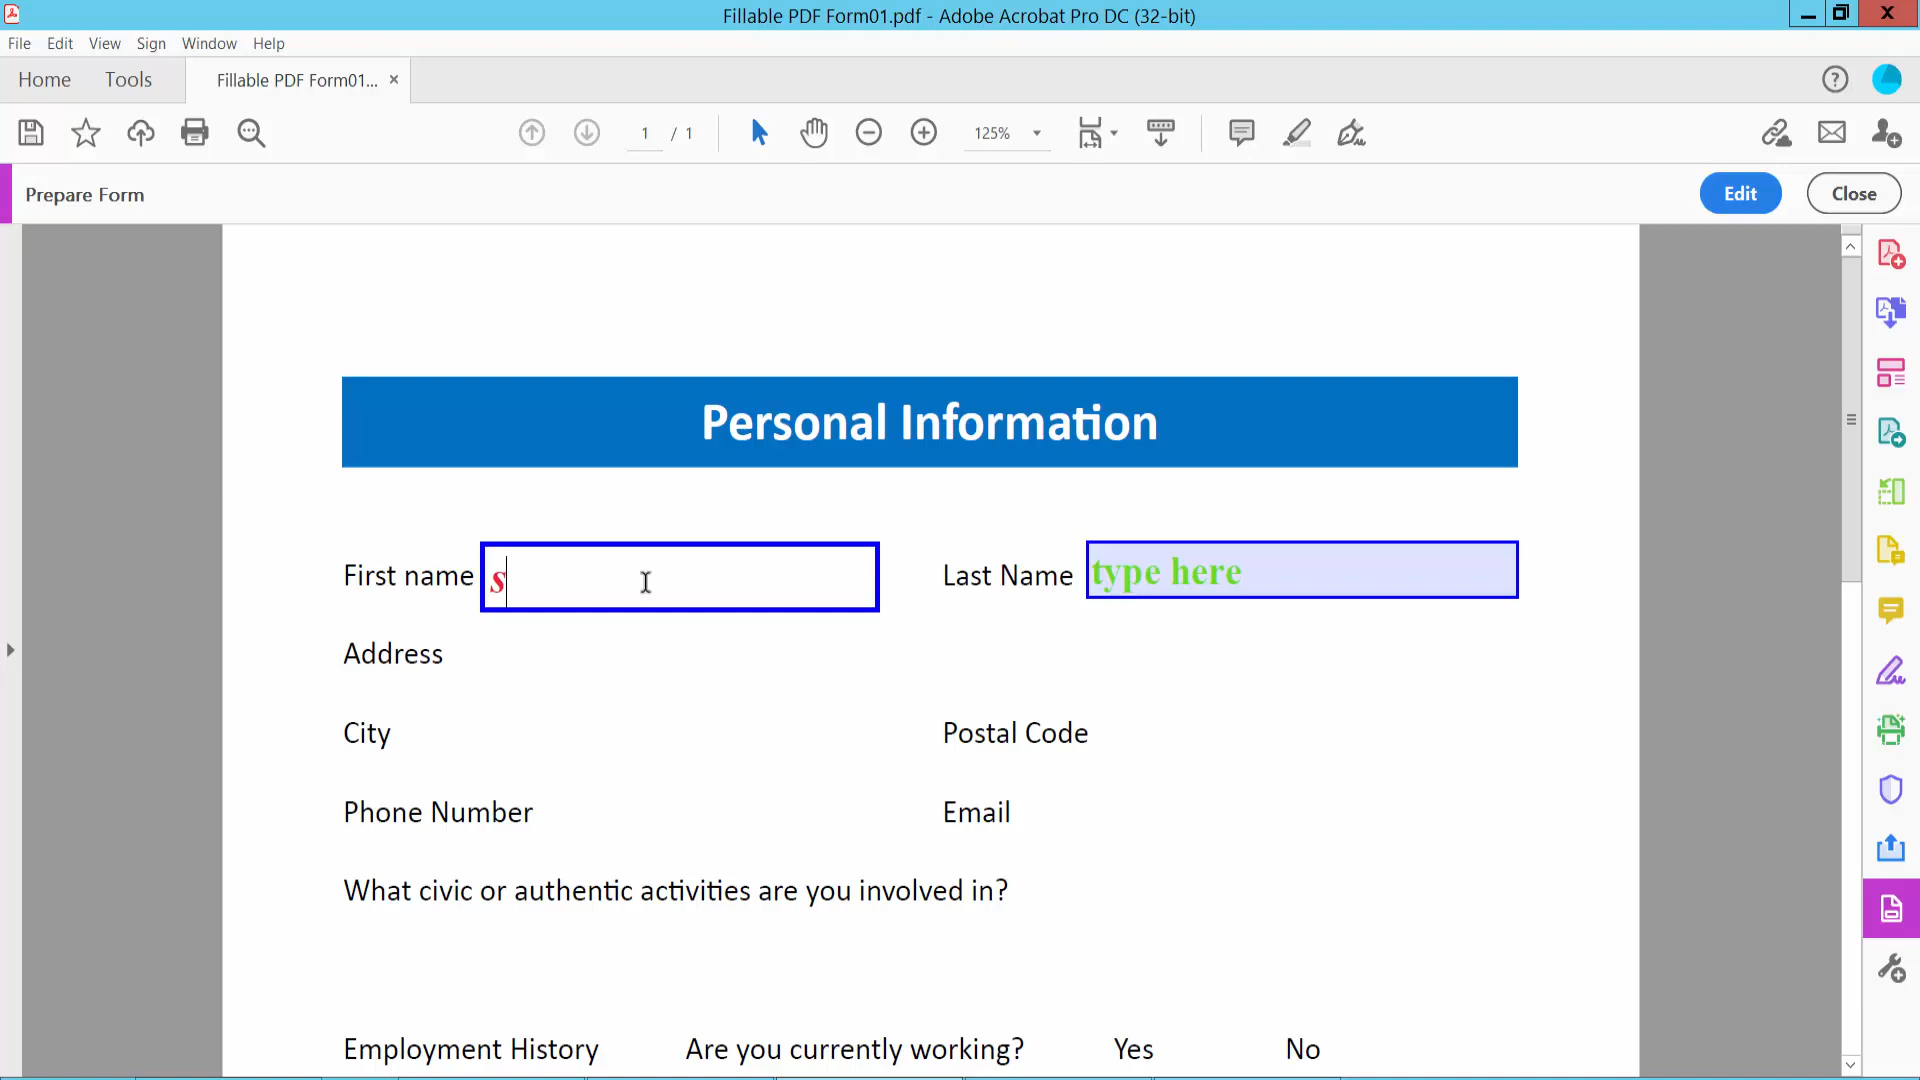 Fillable PDF Form01.pdf - Adobe Acrobat Pro DC (32-bit)
File Edit View Sign Window Help
Home Tools Fillable PDF Form01... ×
1 / 1 125%
Prepare Form Edit Close
Personal Information
First name s Last Name type here
Address
City Postal Code
Phone Number Email
What civic or authentic activities are you involved in?
Employment History Are you currently working? Yes No